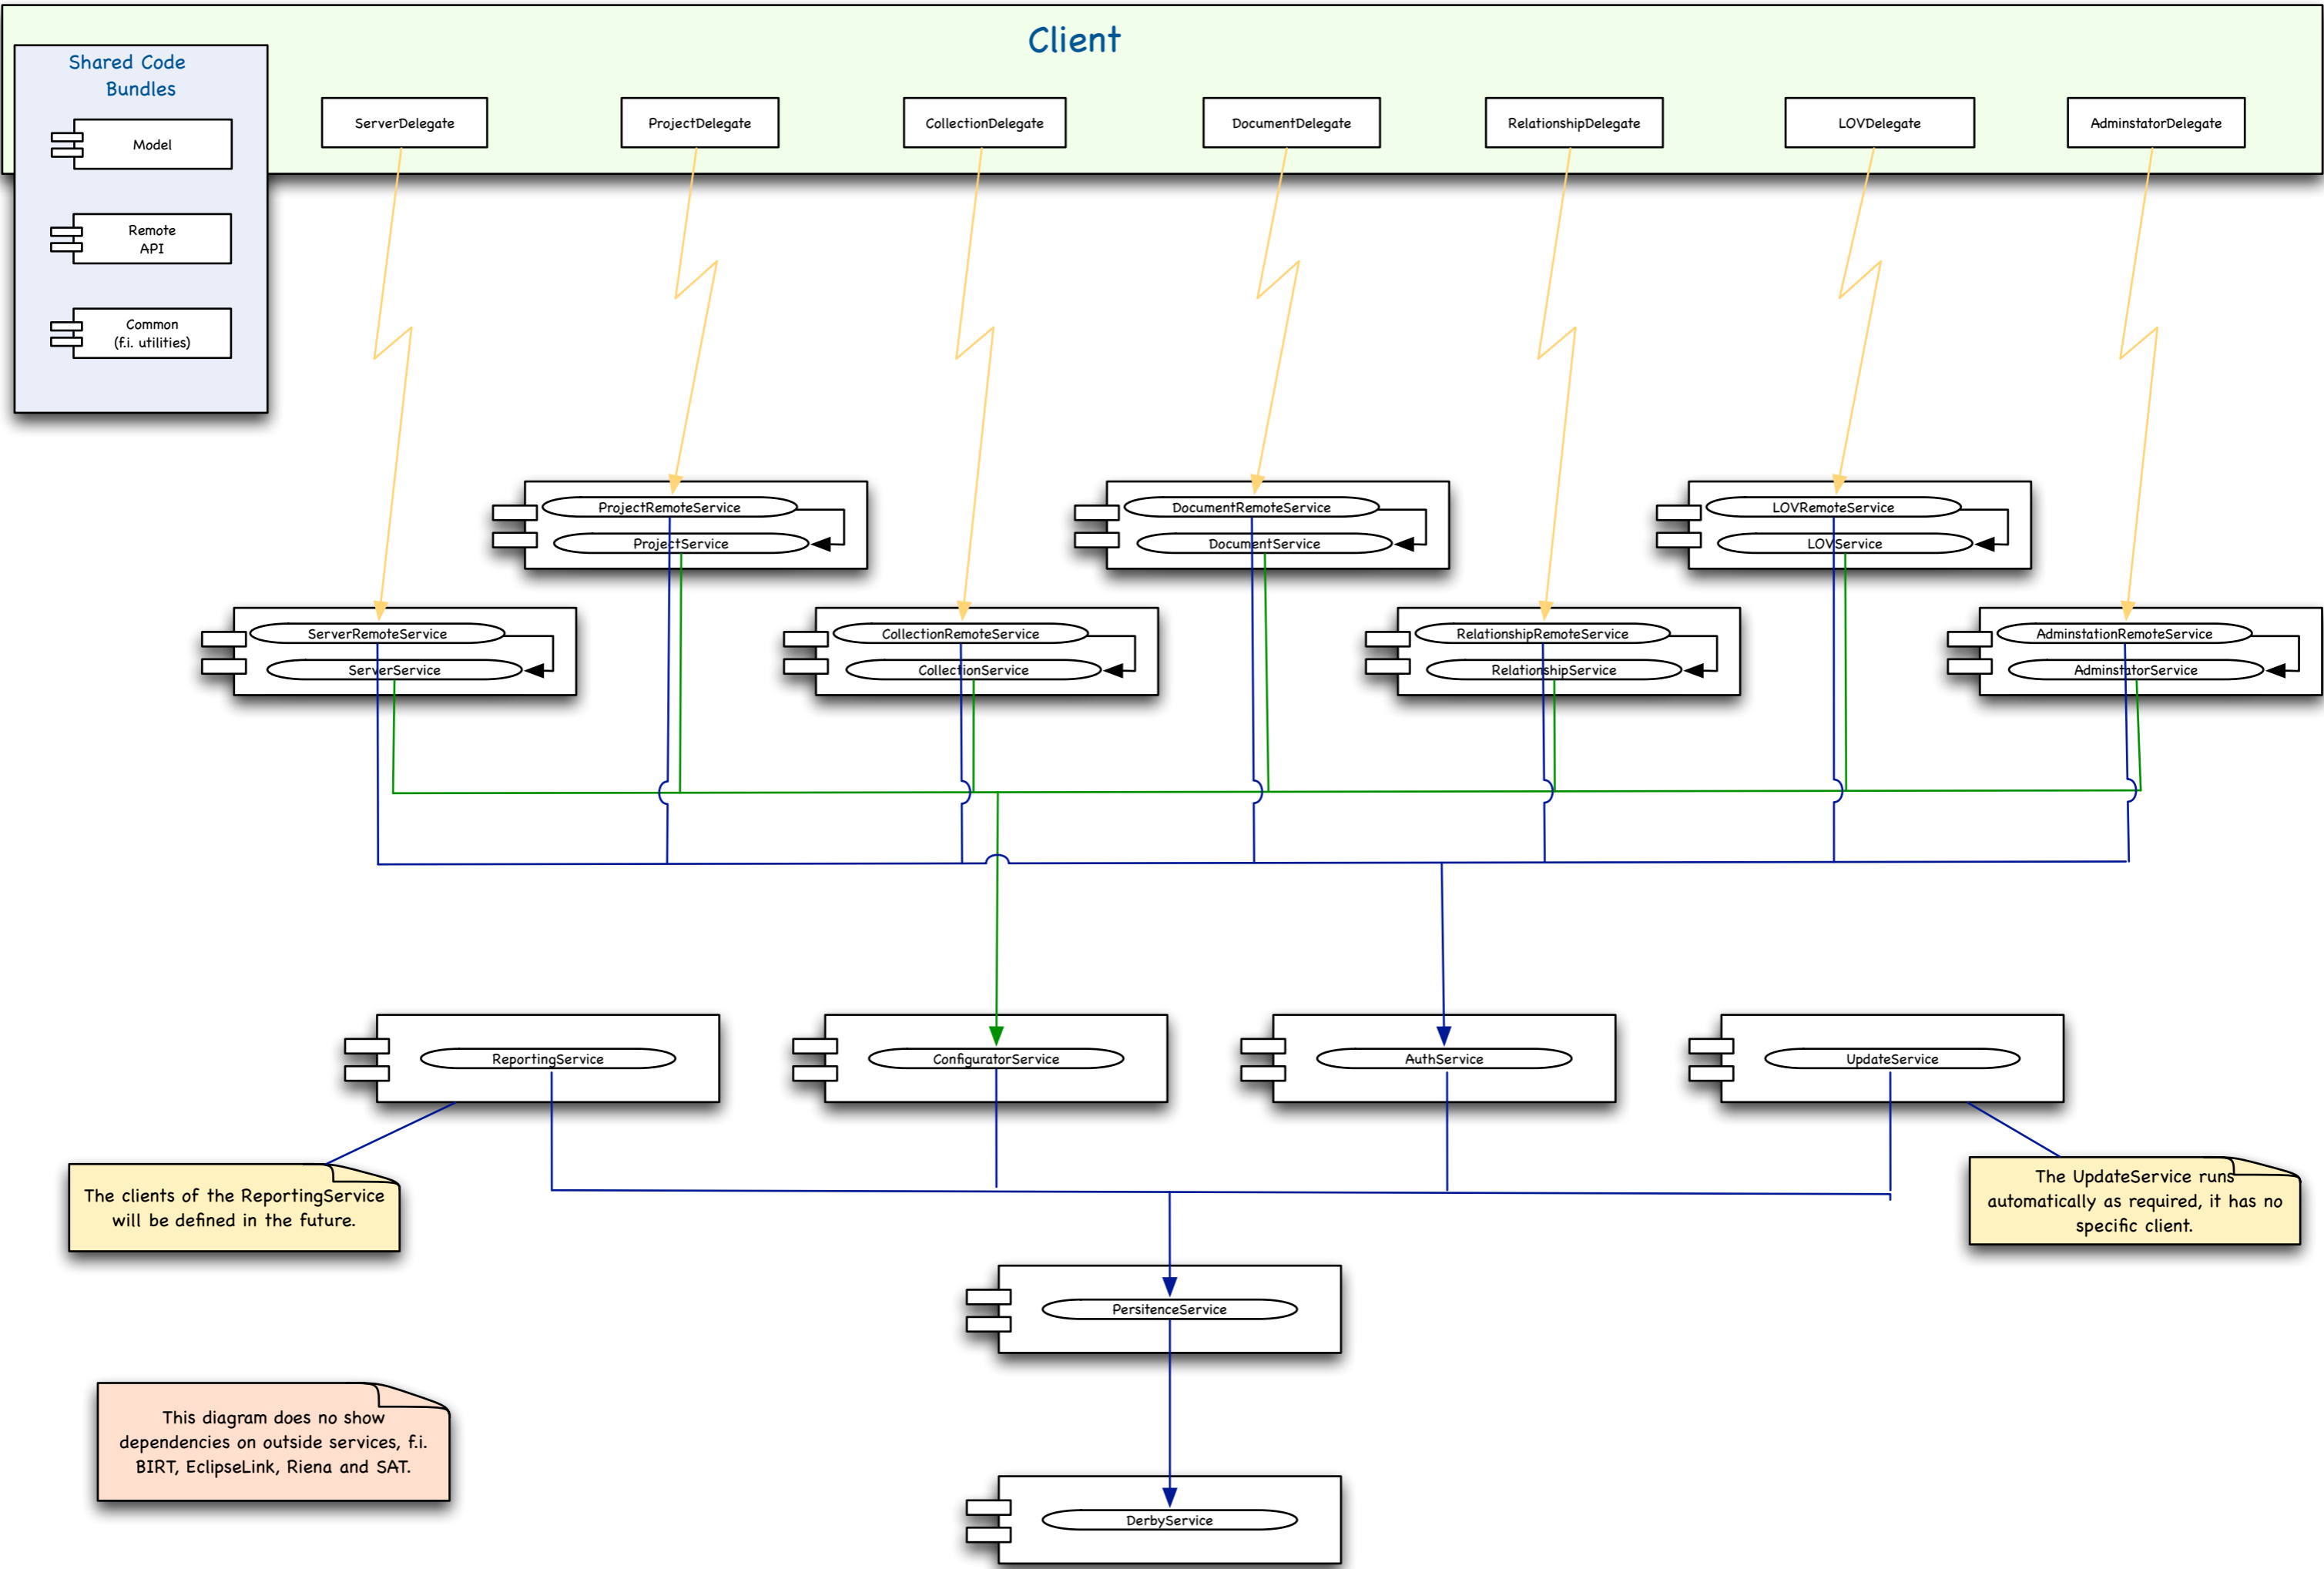 Client
Shared Code
Bundles
Model
Remote
API
Common
(f.i. utilities)
ServerDelegate
ProjectDelegate
CollectionDelegate
DocumentDelegate
RelationshipDelegate
LOVDelegate
AdminstatorDelegate
ProjectRemoteService
ProjectService
DocumentRemoteService
DocumentService
LOVRemoteService
LOVService
ServerRemoteService
ServerService
CollectionRemoteService
CollectionService
RelationshipRemoteService
RelationshipService
AdminstationRemoteService
AdminstatorService
ReportingService
ConfiguratorService
AuthService
UpdateService
The clients of the ReportingService
will be defined in the future.
The UpdateService runs
automatically as required, it has no
specific client.
PersitenceService
This diagram does no show
dependencies on outside services, f.i.
BIRT, EclipseLink, Riena and SAT.
DerbyService